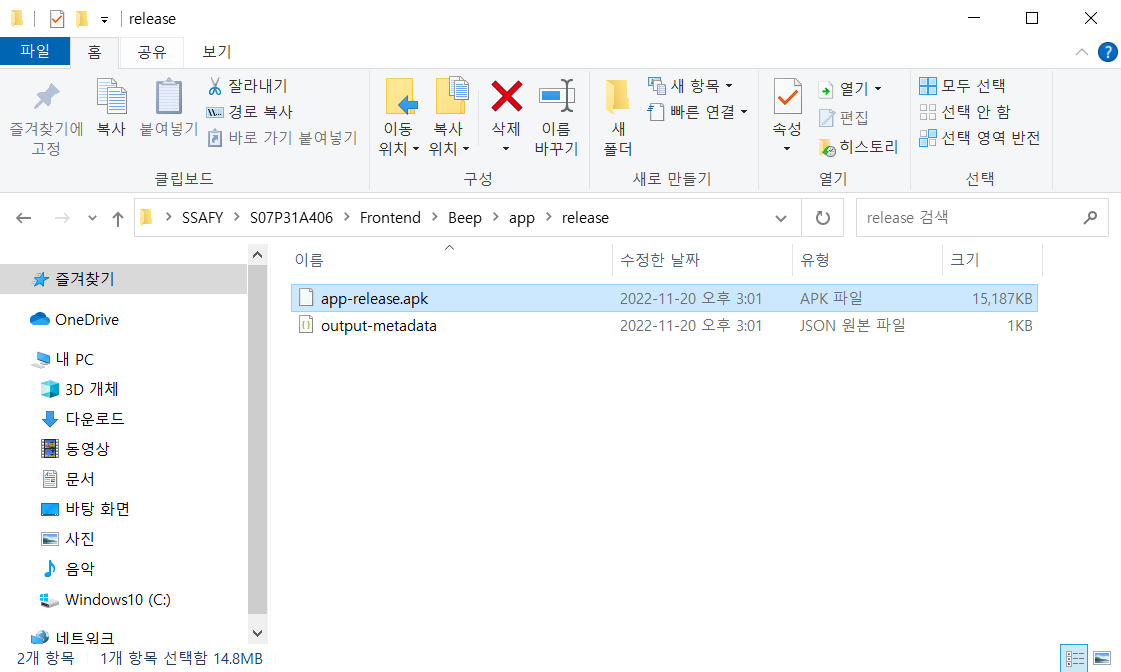 release
파일 홈 공유 보기
즐겨찾기에 고정
복사
붙여넣기
잘라내기
경로 복사
바로 가기 붙여넣기
클립보드
이동 위치
복사 위치
삭제
이름 바꾸기
구성
새 폴더
새 항목
빠른 연결
새로 만들기
속성
열기
편집
히스토리
열기
모두 선택
선택 안 함
선택 영역 반전
선택
SSAFY S07P31A406 Frontend Beep app release
release 검색
즐겨찾기
OneDrive
내 PC
3D 개체
다운로드
동영상
문서
바탕 화면
사진
음악
Windows10 (C:)
네트워크
이름 수정한 날짜 유형 크기
app-release.apk 2022-11-20 오후 3:01 APK 파일 15,187KB
output-metadata 2022-11-20 오후 3:01 JSON 원본 파일 1KB
2개 항목 1개 항목 선택함 14.8MB